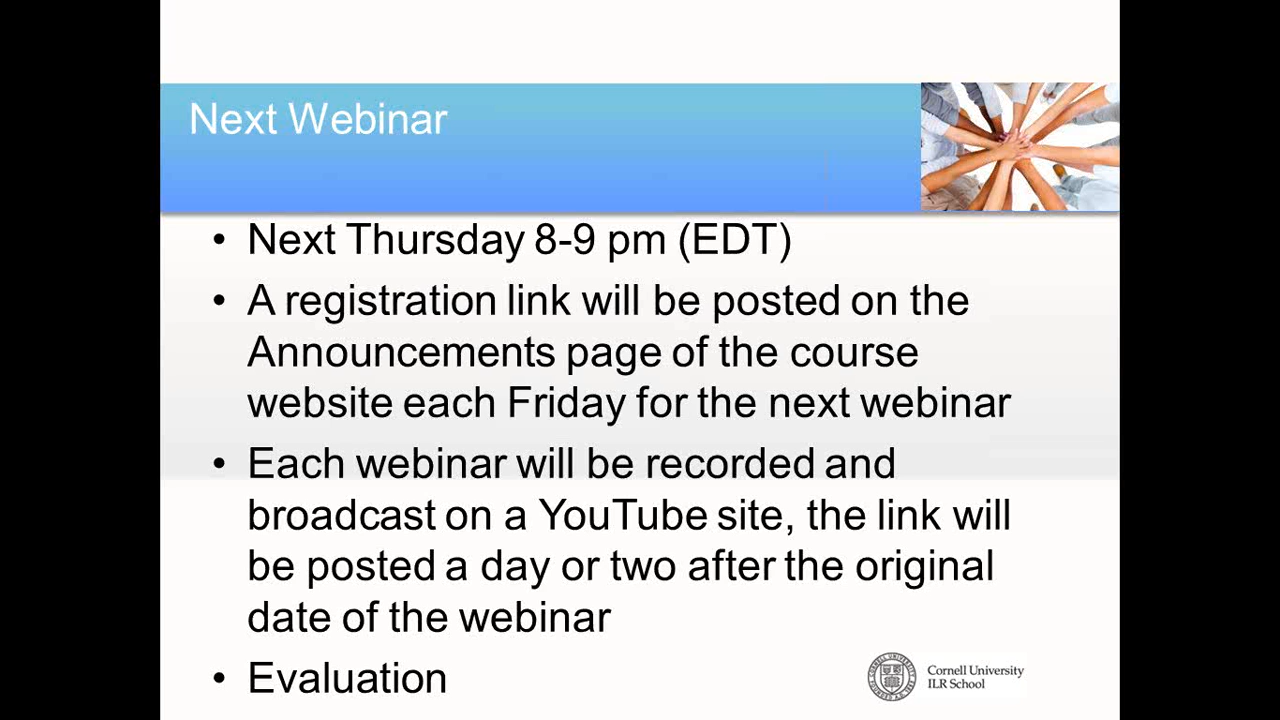 Next Webinar
• Next Thursday 8-9 pm (EDT)
• A registration link will be posted on the
Announcements page of the course
website each Friday for the next webinar
• Each webinar will be recorded and
broadcast on a YouTube site, the link will
be posted a day or two after the original
date of the webinar
• Evaluation
Cornell University
ILR School